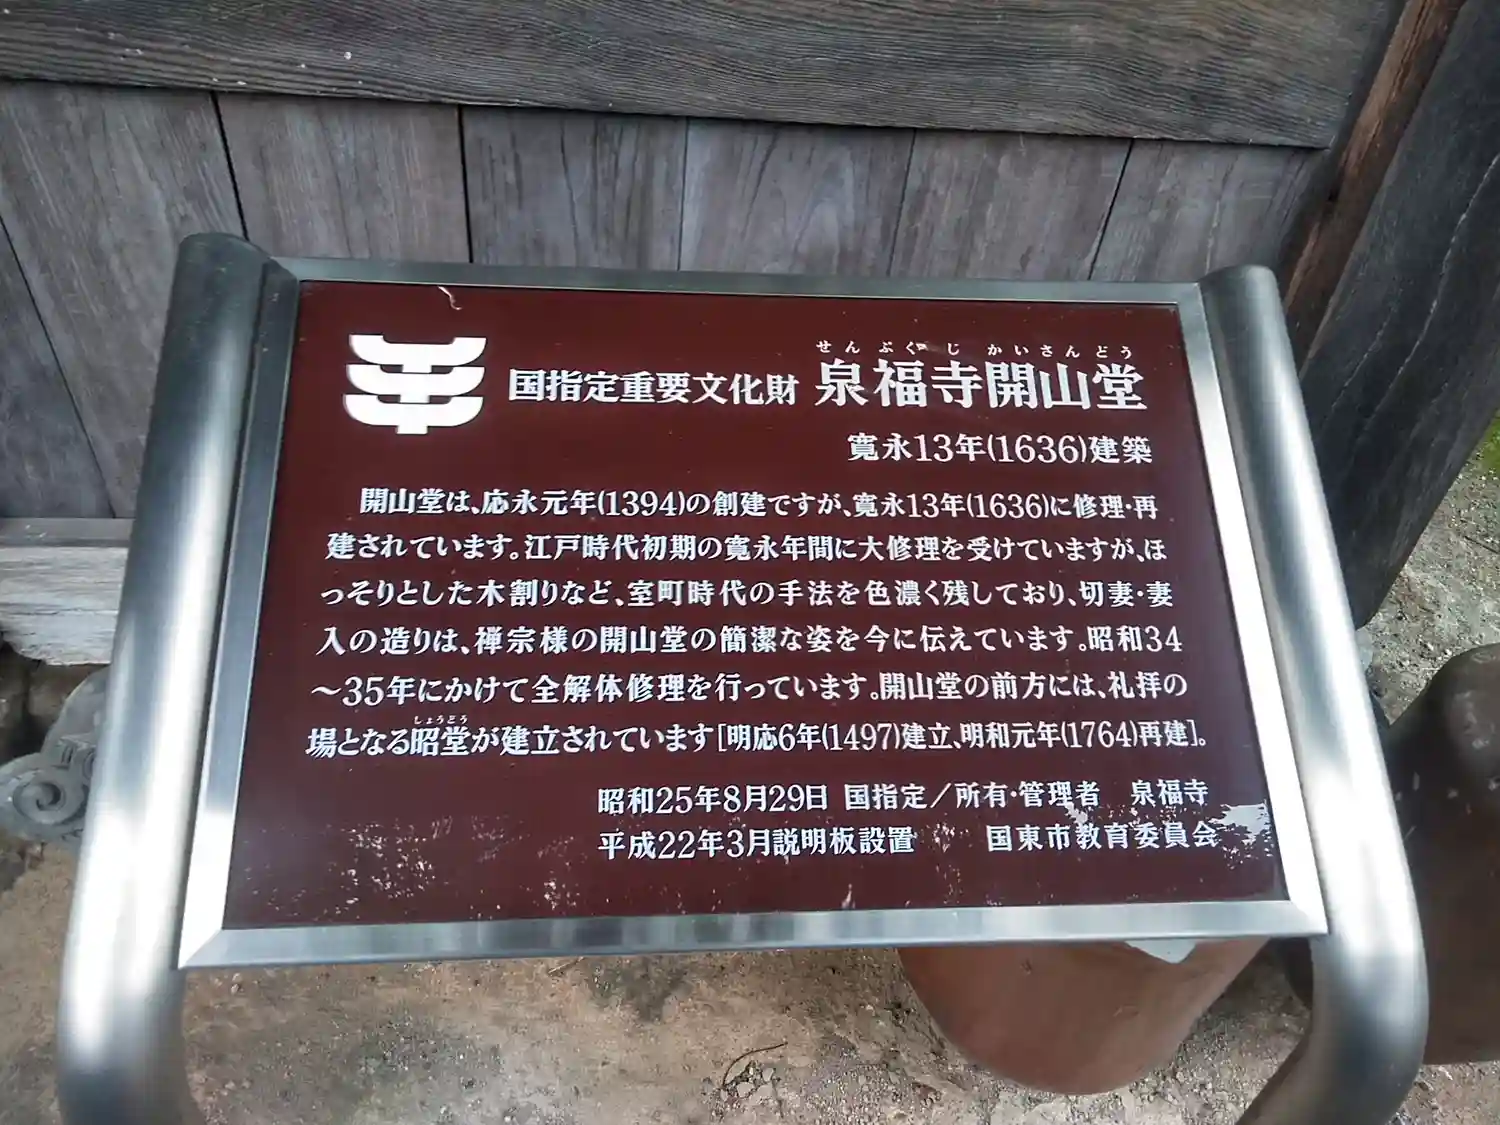 せんぷくじかいさんどう
国指定重要文化財 泉福寺開山堂
寛永13年(1636)建築
開山堂は、応永元年(1394)の創建ですが、寛永13年(1636)に修理・再
建されています。江戸時代初期の寛永年間に大修理を受けていますが、ほ
っそりとした木割りなど、室町時代の手法を色濃く残しており、切妻・妻
入の造りは、禅宗様の開山堂の簡潔な姿を今に伝えています。昭和34
～35年にかけて全解体修理を行っています。開山堂の前方には、礼拝の
しょうどう
場となる昭堂が建立されています[明応6年(1497)建立、明和元年(1764)再建]。
昭和25年8月29日 国指定／所有・管理者 泉福寺
平成22年3月説明板設置 国東市教育委員会